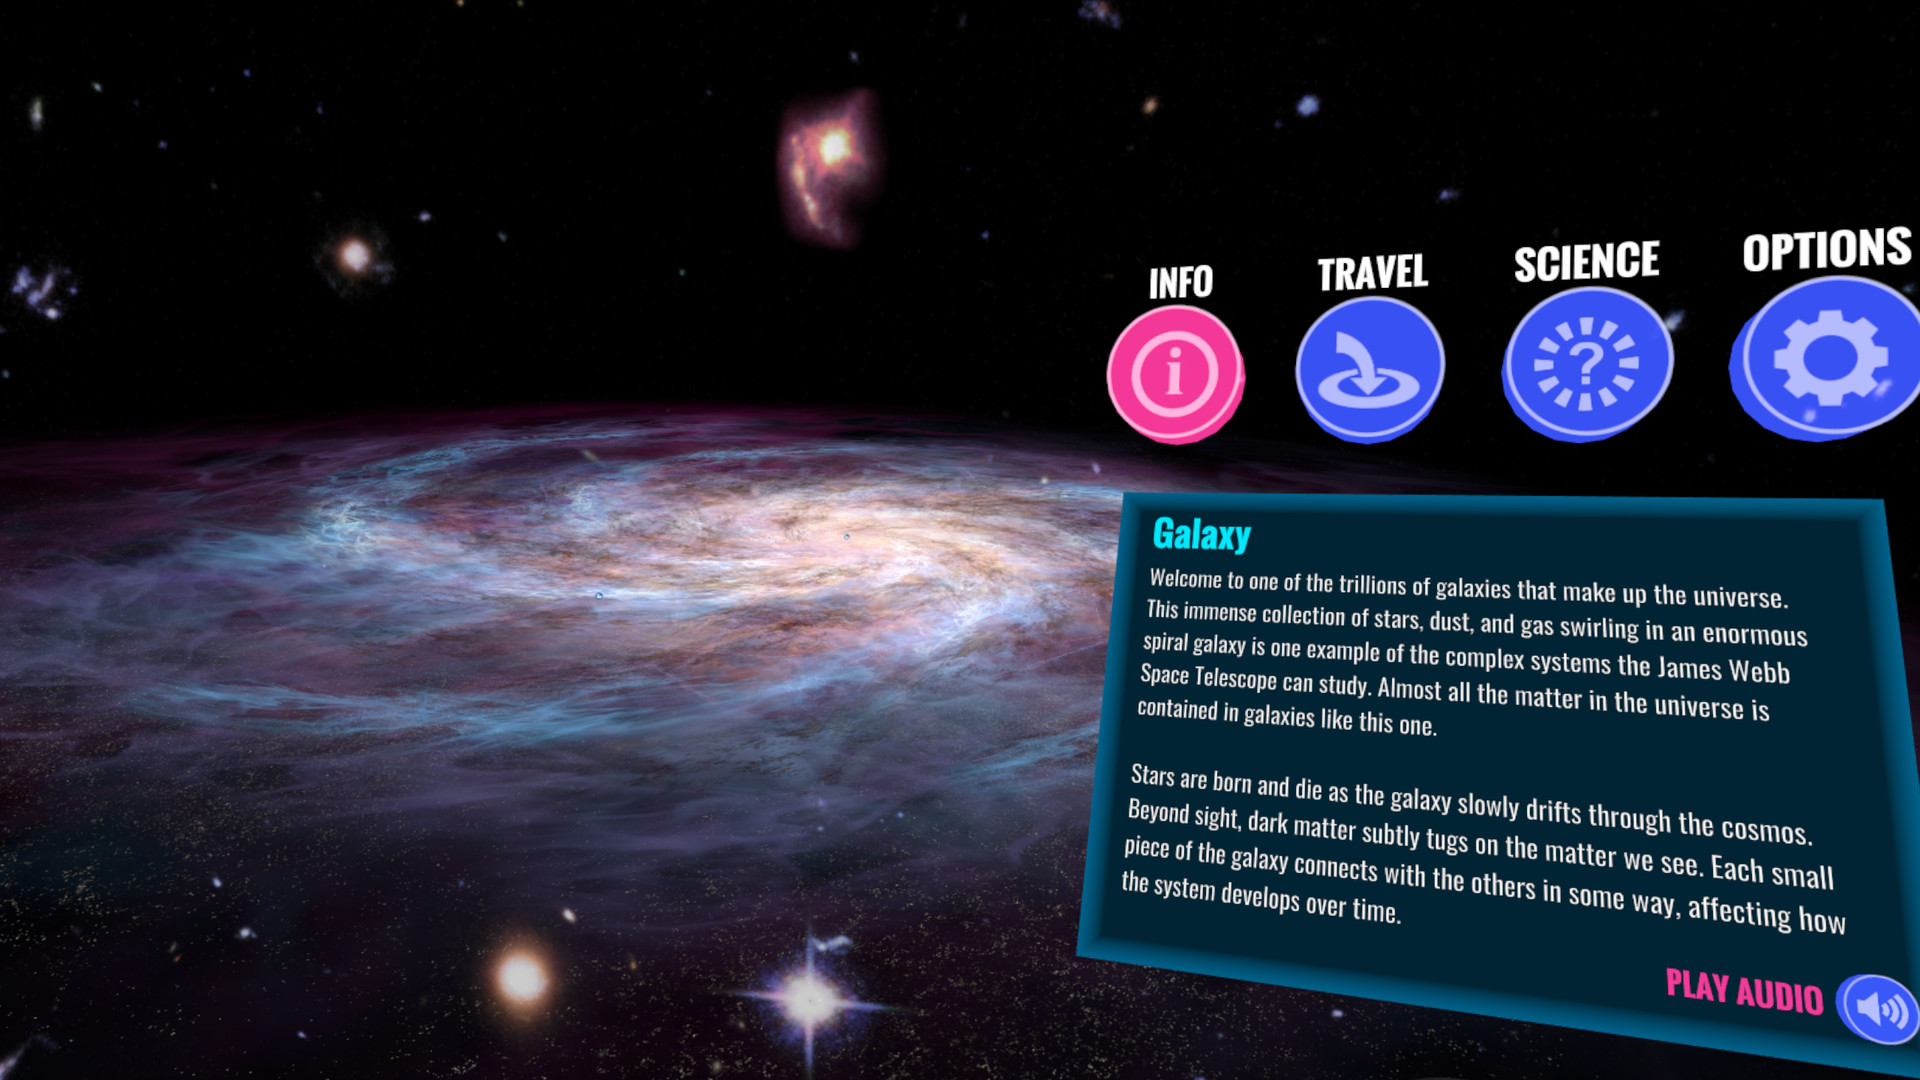 INFO
TRAVEL
SCIENCE
OPTIONS
Galaxy
Welcome to one of the trillions of galaxies that make up the universe.
This immense collection of stars, dust, and gas swirling in an enormous
spiral galaxy is one example of the complex systems the James Webb
Space Telescope can study. Almost all the matter in the universe is
contained in galaxies like this one.
Stars are born and die as the galaxy slowly drifts through the cosmos.
Beyond sight, dark matter subtly tugs on the matter we see. Each small
piece of the galaxy connects with the others in some way, affecting how
the system develops over time.
PLAY AUDIO